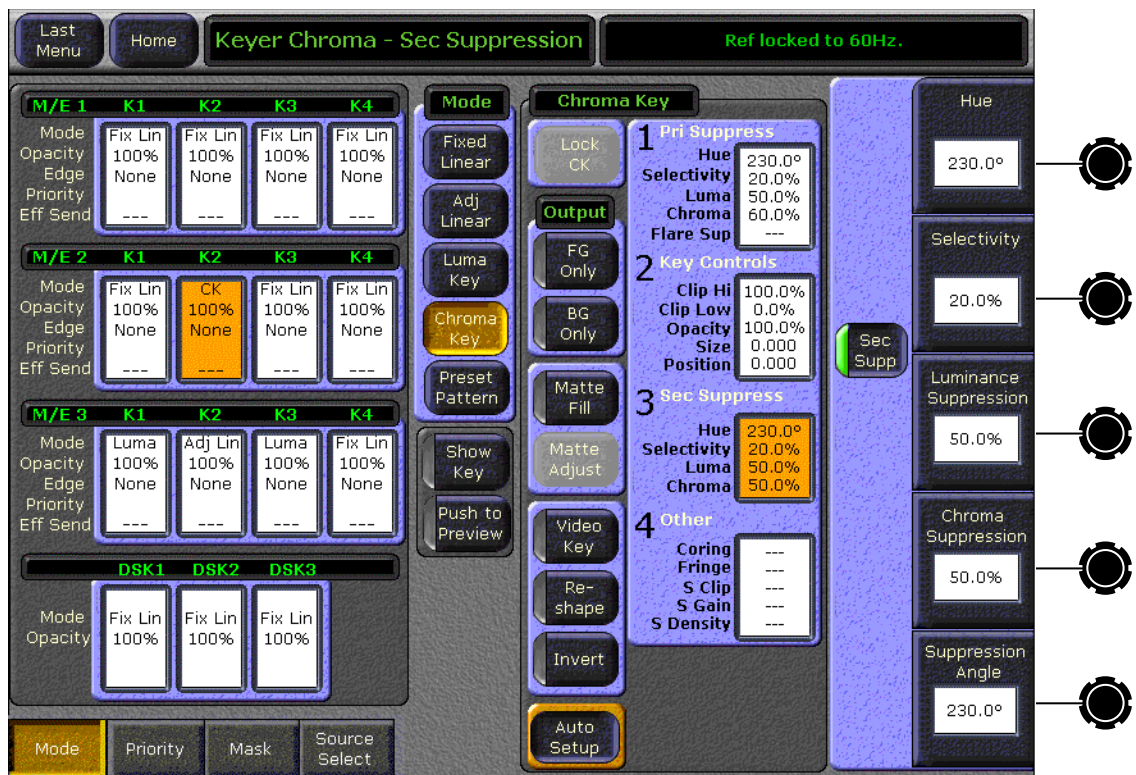 Last Menu
Home
Keyer Chroma - Sec Suppression
Ref locked to 60Hz.
M/E 1 K1 K2 K3 K4
Mode Fix Lin Fix Lin Fix Lin Fix Lin
Opacity 100% 100% 100% 100%
Edge None None None None
Priority
Eff Send --- --- --- ---
M/E 2 K1 K2 K3 K4
Mode Fix Lin CK Fix Lin Fix Lin
Opacity 100% 100% 100% 100%
Edge None None None None
Priority
Eff Send --- --- --- ---
M/E 3 K1 K2 K3 K4
Mode Luma Adj Lin Luma Fix Lin
Opacity 100% 100% 100% 100%
Edge None None None None
Priority
Eff Send --- --- --- ---
DSK1 DSK2 DSK3
Mode Fix Lin Fix Lin Fix Lin
Opacity 100% 100% 100%
Mode
Priority
Mask
Source Select
Mode
Fixed Linear
Adj Linear
Luma Key
Chroma Key
Preset Pattern
Show Key
Push to Preview
Chroma Key
Lock CK
Output
FG Only
BG Only
Matte Fill
Matte Adjust
Video Key
Re-shape
Invert
Auto Setup
1 Pri Suppress
Hue 230.0°
Selectivity 20.0%
Luma 50.0%
Chroma 60.0%
Flare Sup ---
2 Key Controls
Clip Hi 100.0%
Clip Low 0.0%
Opacity 100.0%
Size 0.000
Position 0.000
3 Sec Suppress
Hue 230.0°
Selectivity 20.0%
Luma 50.0%
Chroma 50.0%
4 Other
Coring ---
Fringe ---
S Clip ---
S Gain ---
S Density ---
Sec Supp
Hue
230.0°
Selectivity
20.0%
Luminance Suppression
50.0%
Chroma Suppression
50.0%
Suppression Angle
230.0°